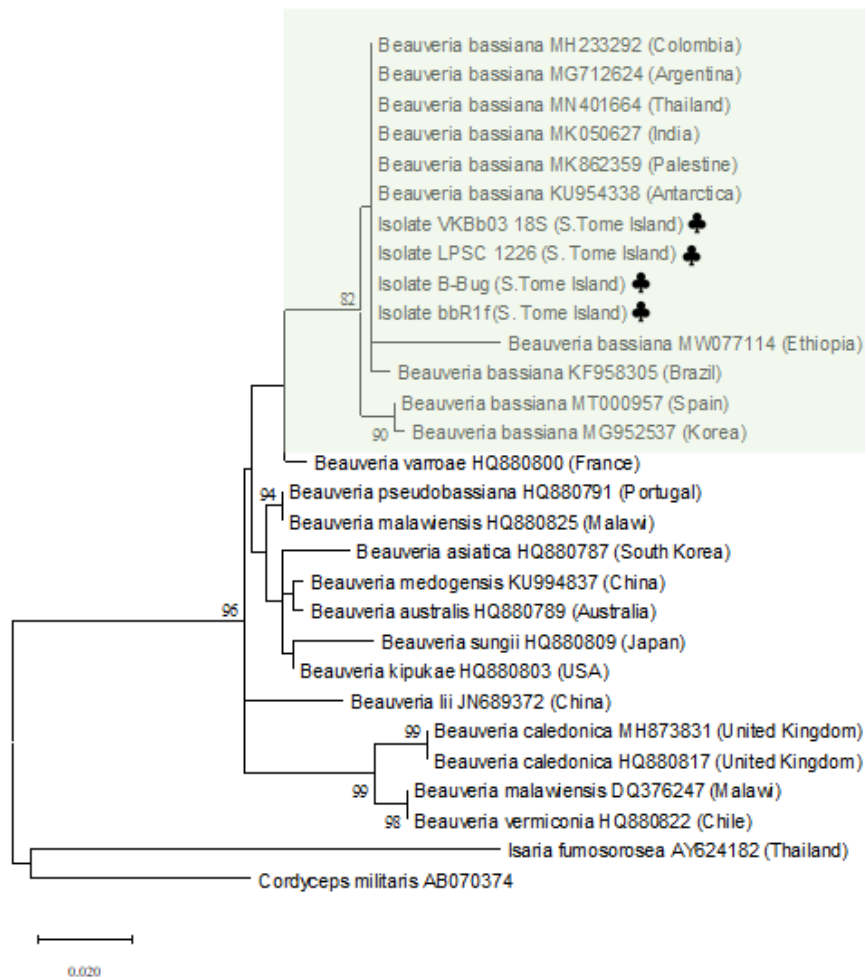 Beauveria bassiana MH233292 (Colombia)
Beauveria bassiana MG712624 (Argentina)
Beauveria bassiana MN401664 (Thailand)
Beauveria bassiana MK050627 (India)
Beauveria bassiana MK862359 (Palestine)
Beauveria bassiana KU954338 (Antarctica)
Isolate VKBb03 18S (S.Tome Island)
Isolate LPSC 1226 (S. Tome Island)
Isolate B-Bug (S.Tome Island)
Isolate bbR1f(S. Tome Island)
82
Beauveria bassiana MW077114 (Ethiopia)
Beauveria bassiana KF958305 (Brazil)
Beauveria bassiana MT000957 (Spain)
90 Beauveria bassiana MG952537 (Korea)
Beauveria varroae HQ880800 (France)
94 Beauveria pseudobassiana HQ880791 (Portugal)
Beauveria malawiensis HQ880825 (Malawi)
Beauveria asiatica HQ880787 (South Korea)
Beauveria medogensis KU994837 (China)
96 Beauveria australis HQ880789 (Australia)
Beauveria sungii HQ880809 (Japan)
Beauveria kipukae HQ880803 (USA)
Beauveria lii JN689372 (China)
99 Beauveria caledonica MH873831 (United Kingdom)
Beauveria caledonica HQ880817 (United Kingdom)
99 Beauveria malawiensis DQ376247 (Malawi)
98 Beauveria vermiconia HQ880822 (Chile)
Isaria fumosorosea AY624182 (Thailand)
Cordyceps militaris AB070374
0.020